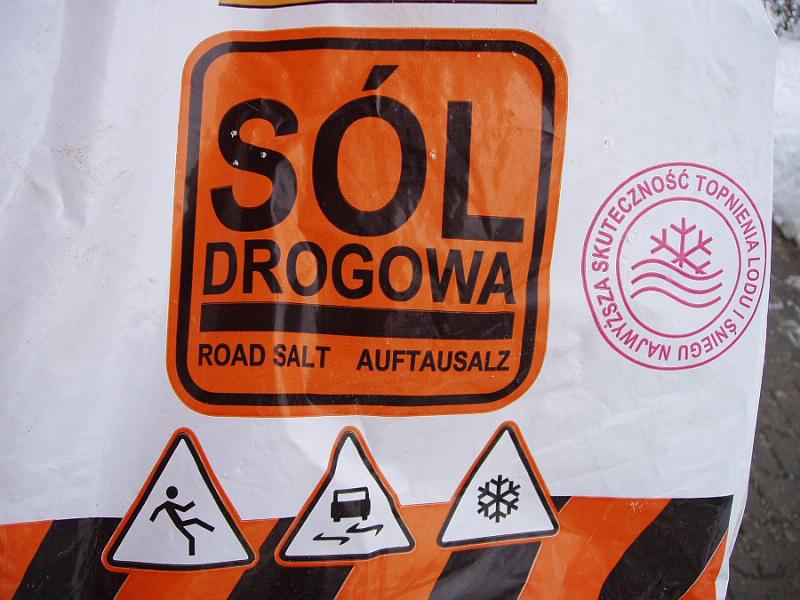 SÓL
DROGOWA
ROAD SALT AUFTAUSALZ
NAJWYŻSZA SKUTECZNOŚĆ TOPNIENIA LODU I ŚNIEGU